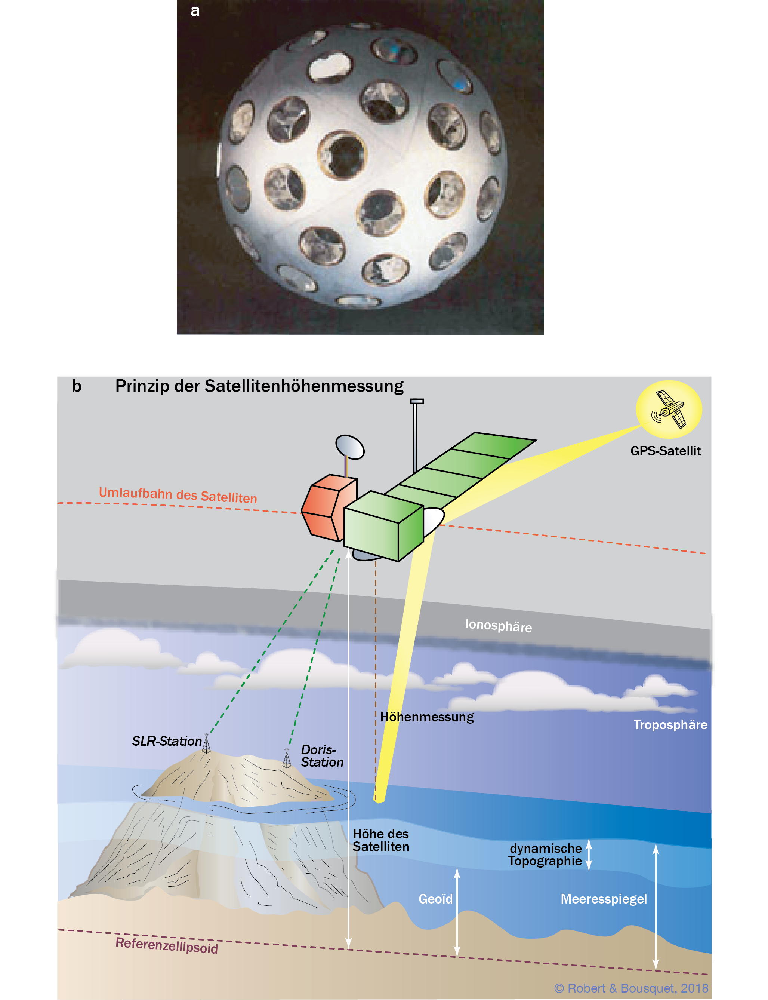 a
b Prinzip der Satellitenhöhenmessung
GPS-Satellit
Umlaufbahn des Satelliten
Ionosphäre
Höhenmessung
Troposphäre
SLR-Station
Doris-
Station
Höhe des
Satelliten
dynamische
Topographie
Geoïd
Meeresspiegel
Referenzellipsoid
© Robert & Bousquet, 2018